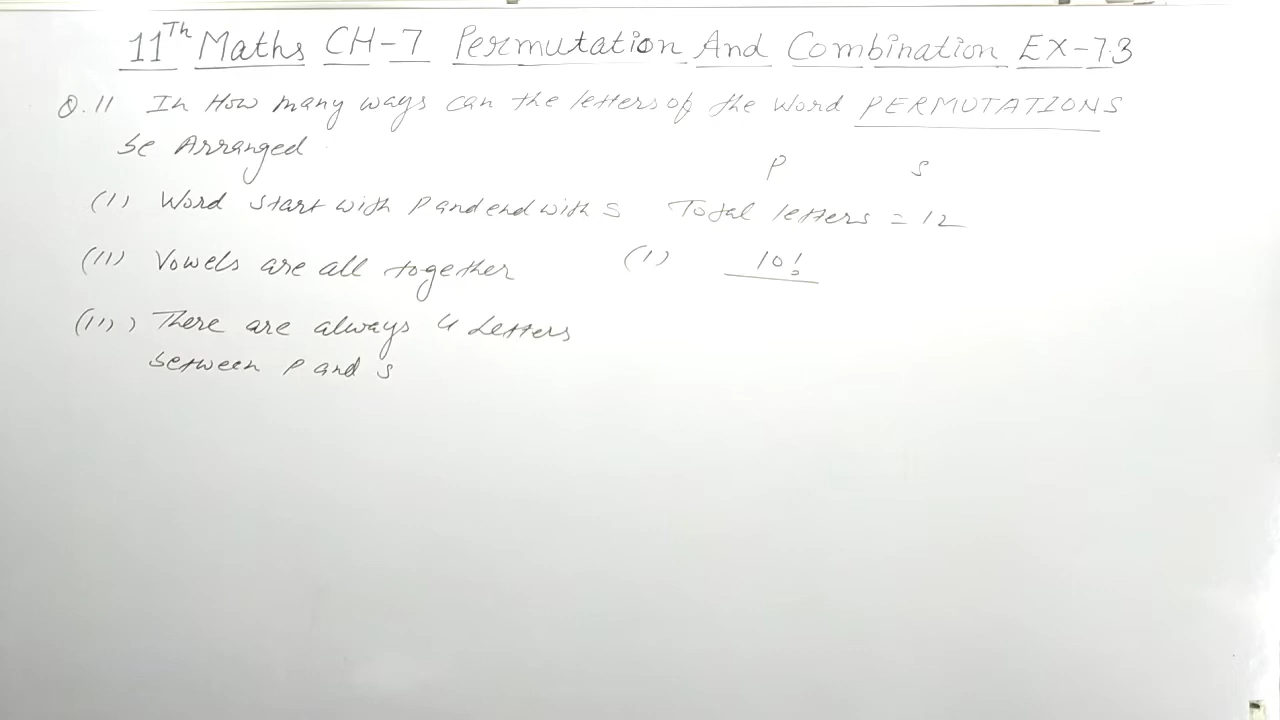 11Th Maths CH-7 Permutation And Combination EX-7.3
Q.11 In How many ways can the letters of the Word PERMUTATIONS
be Arranged
P S
(I) Word start with P and end with S Total letters = 12
(II) Vowels are all together (I) 10!
(III) There are always 4 Letters
between P and S